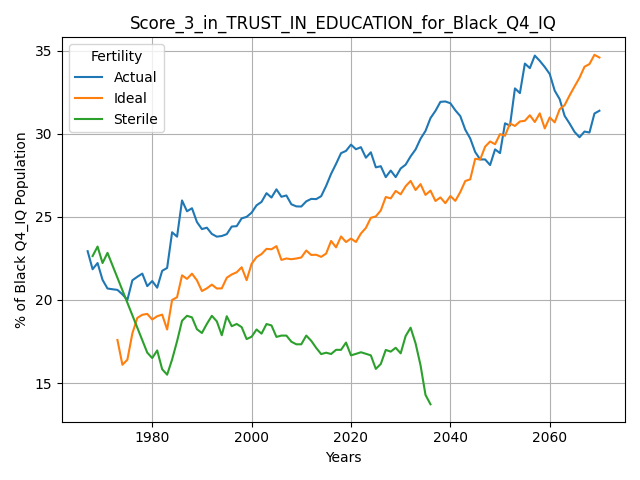 Score_3_in_TRUST_IN_EDUCATION_for_Black_Q4_IQ
Fertility
Actual
Ideal
Sterile
% of Black Q4_IQ Population
35
30
25
20
15
1980
2000
2020
2040
2060
Years